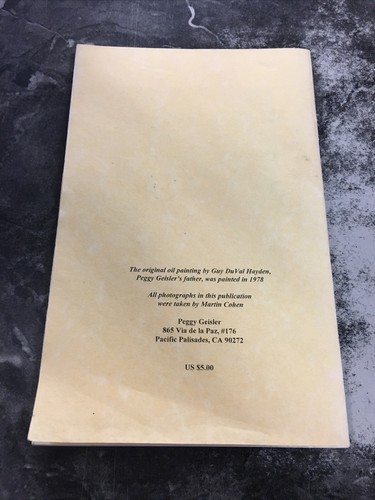 The original oil painting by Guy DuVal Hayden,
Peggy Geisler's father, was painted in 1978
All photographs in this publication
were taken by Martin Cohen
Peggy Geisler
865 Via de la Paz, #176
Pacific Palisades, CA 90272
US $5.00